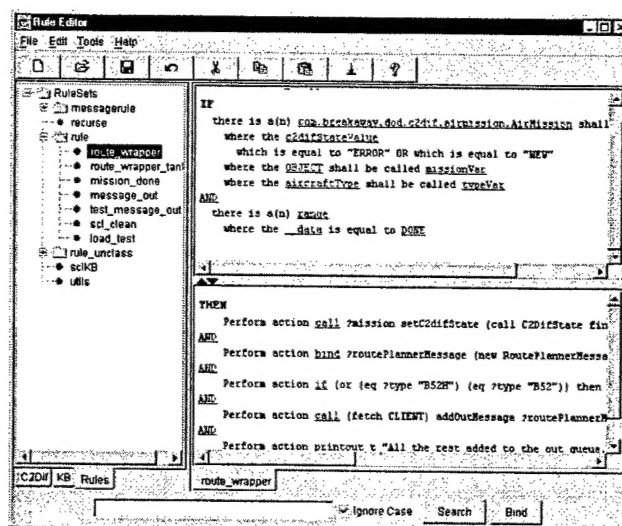 Rule Editor
File Edit Tools Help
RuleSets
messagerule
recurse
rule
route_wrapper
route_wrapper_tanl
mission_done
message_out
test_message_out
scl_clean
load_test
rule_unclass
sclKB
utils
C2Dif KB Rules
IF
there is a(n) com.breakaway.dod.c2dif.airmission.AirMission shall
where the c2difStateValue
which is equal to "ERROR" OR which is equal to "NEW"
where the OBJECT shall be called missionVar
where the aircraftType shall be called typeVar
AND
there is a(n) range
where the __data is equal to DONE
THEN
Perform action call ?mission setC2difState (call C2DifState fin
AND
Perform action bind ?routePlannerMessage (new RoutePlannerMessa
AND
Perform action if (or (eq ?type "B52H") (eq ?type "B52")) then
AND
Perform action call (fetch CLIENT) addOutMessage ?routePlannerM
AND
Perform action printout t "All the rest added to the out queue
route_wrapper
Ignore Case Search Bind